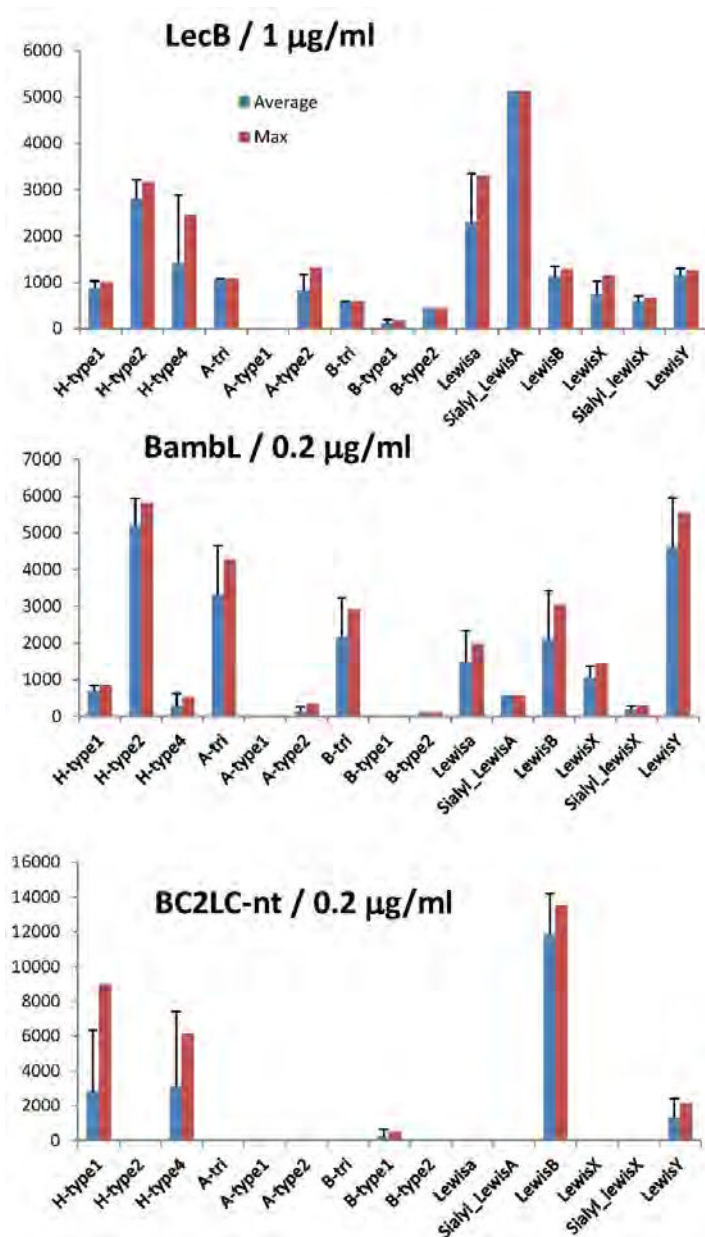 LecB / 1 µg/ml
6000
5000
4000
3000
2000
1000
0
Average
Max
H-type1
H-type2
H-type4
A-tri
A-type1
A-type2
B-tri
B-type1
B-type2
Lewisa
Sialyl_LewisA
LewisB
LewisX
Sialyl_lewisX
LewisY
BambL / 0.2 µg/ml
7000
6000
5000
4000
3000
2000
1000
0
H-type1
H-type2
H-type4
A-tri
A-type1
A-type2
B-tri
B-type1
B-type2
Lewisa
Sialyl_LewisA
LewisB
LewisX
Sialyl_lewisX
LewisY
BC2LC-nt / 0.2 µg/ml
16000
14000
12000
10000
8000
6000
4000
2000
0
H-type1
H-type2
H-type4
A-tri
A-type1
A-type2
B-tri
B-type1
B-type2
Lewisa
Sialyl_LewisA
LewisB
LewisX
Sialyl_lewisX
LewisY